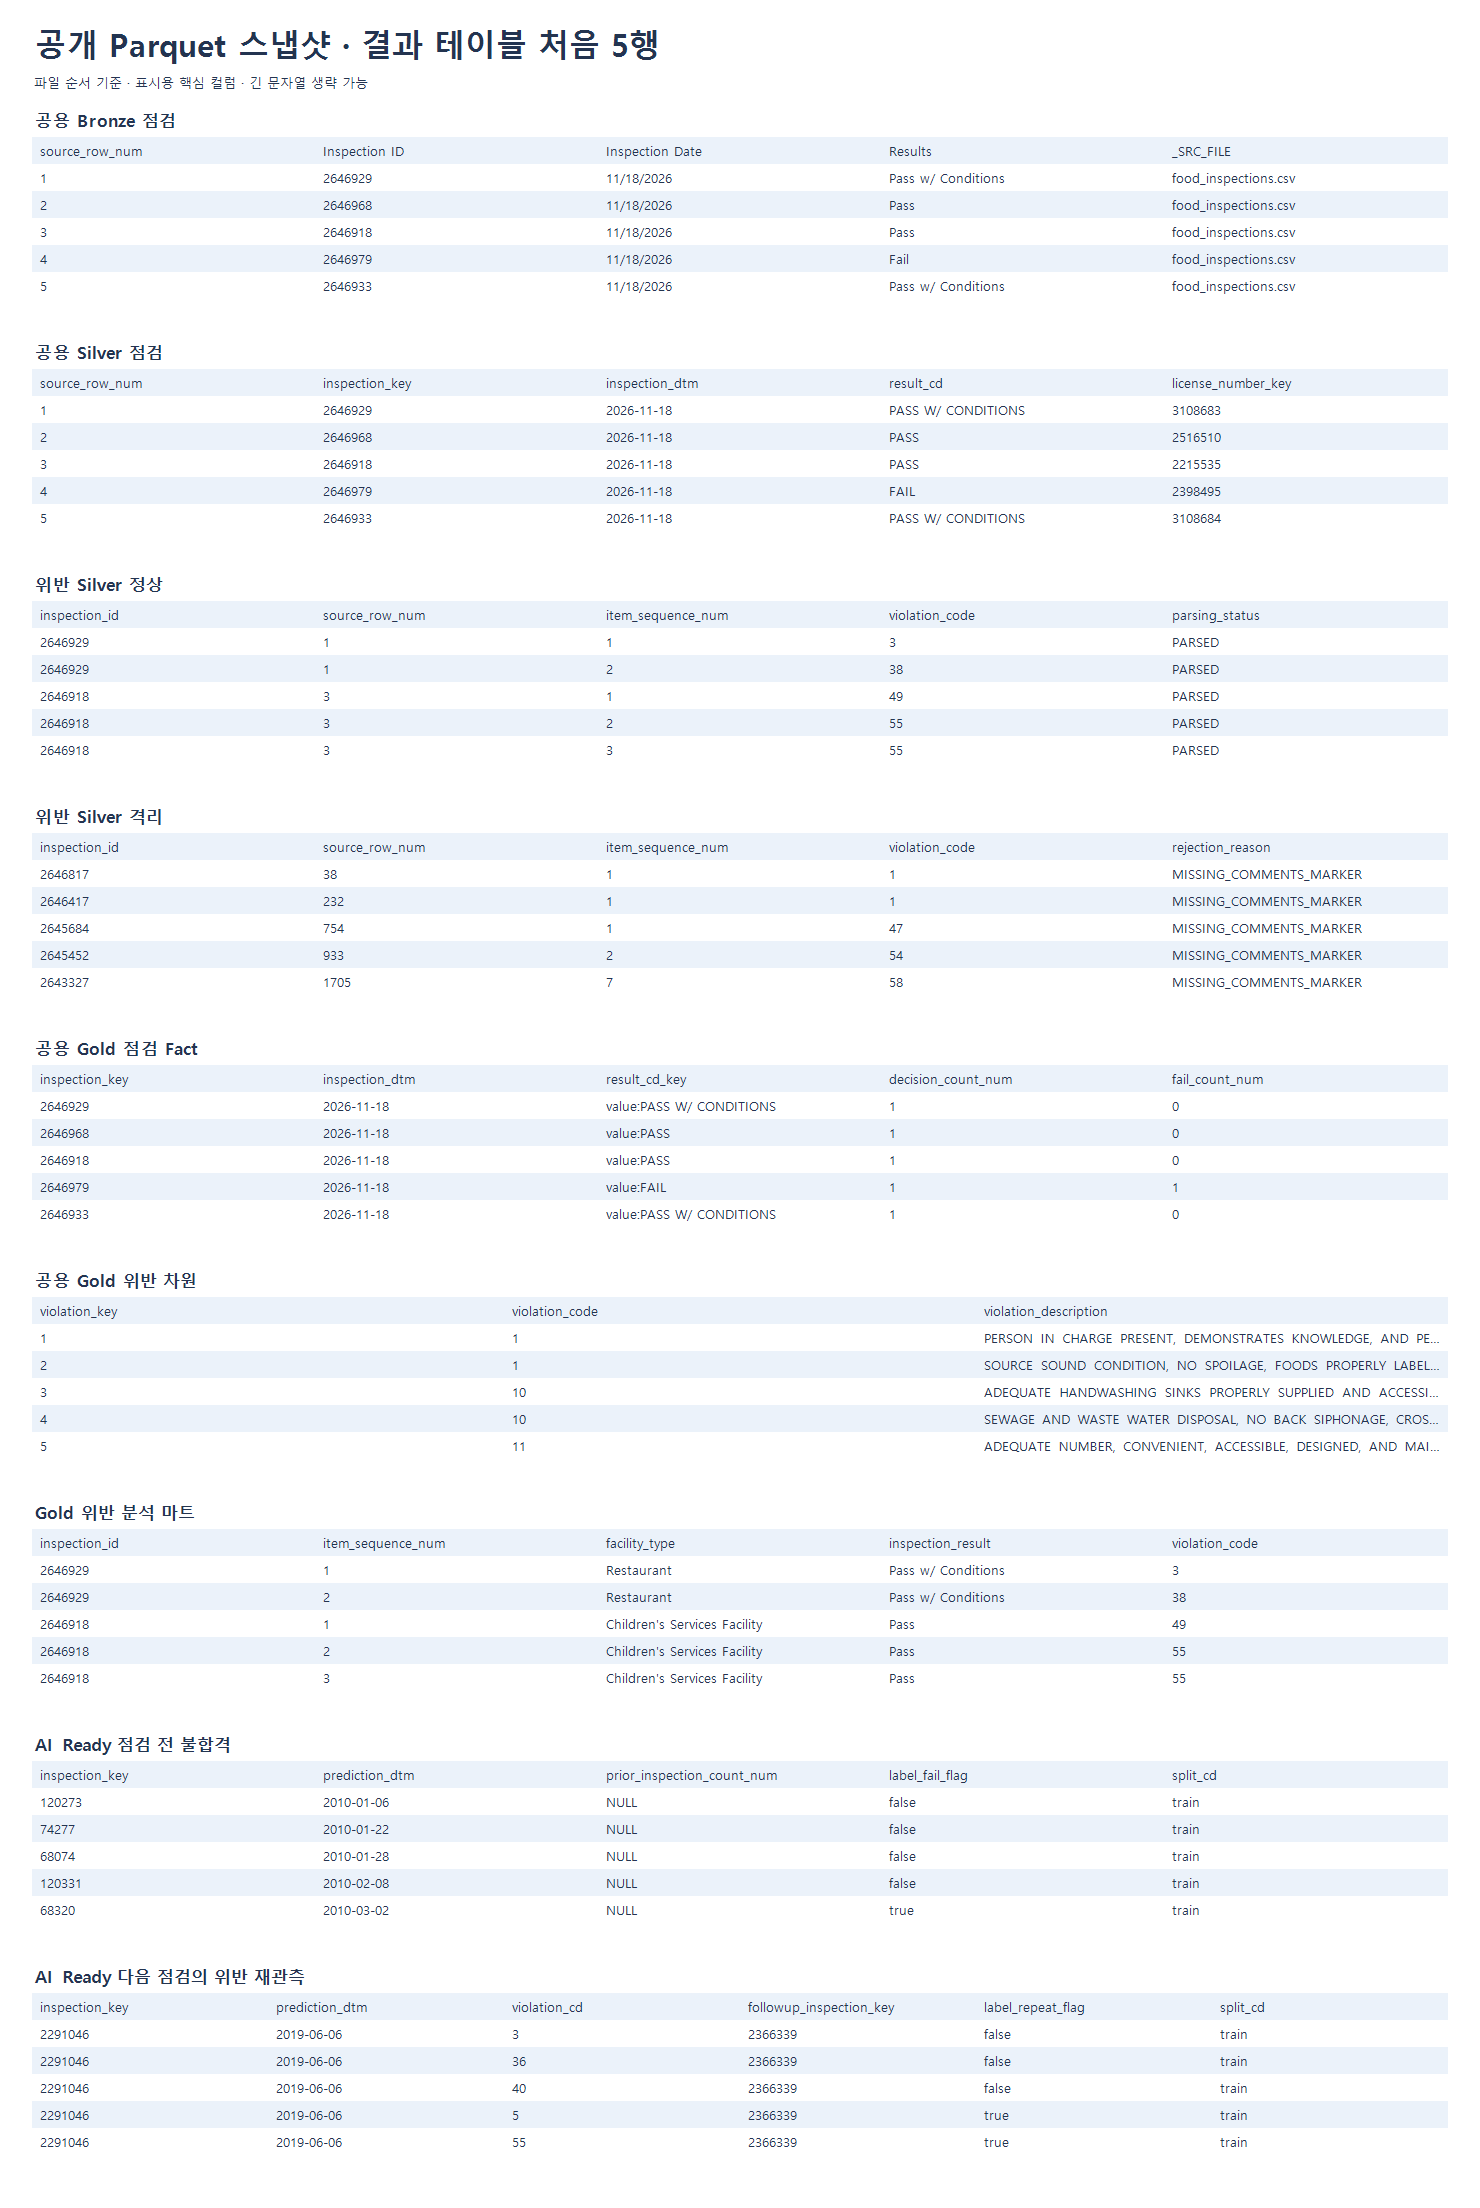 공개 Parquet 스냅샷 · 결과 테이블 처음 5행
파일 순서 기준 · 표시용 핵심 컬럼 · 긴 문자열 생략 가능
공용 Bronze 점검
source_row_num Inspection ID Inspection Date Results _SRC_FILE
1 2646929 11/18/2026 Pass w/ Conditions food_inspections.csv
2 2646968 11/18/2026 Pass food_inspections.csv
3 2646918 11/18/2026 Pass food_inspections.csv
4 2646979 11/18/2026 Fail food_inspections.csv
5 2646933 11/18/2026 Pass w/ Conditions food_inspections.csv
공용 Silver 점검
source_row_num inspection_key inspection_dtm result_cd license_number_key
1 2646929 2026-11-18 PASS W/ CONDITIONS 3108683
2 2646968 2026-11-18 PASS 2516510
3 2646918 2026-11-18 PASS 2215535
4 2646979 2026-11-18 FAIL 2398495
5 2646933 2026-11-18 PASS W/ CONDITIONS 3108684
위반 Silver 정상
inspection_id source_row_num item_sequence_num violation_code parsing_status
2646929 1 1 3 PARSED
2646929 1 2 38 PARSED
2646918 3 1 49 PARSED
2646918 3 2 55 PARSED
2646918 3 3 55 PARSED
위반 Silver 격리
inspection_id source_row_num item_sequence_num violation_code rejection_reason
2646817 38 1 1 MISSING_COMMENTS_MARKER
2646417 232 1 1 MISSING_COMMENTS_MARKER
2645684 754 1 47 MISSING_COMMENTS_MARKER
2645452 933 2 54 MISSING_COMMENTS_MARKER
2643327 1705 7 58 MISSING_COMMENTS_MARKER
공용 Gold 점검 Fact
inspection_key inspection_dtm result_cd_key decision_count_num fail_count_num
2646929 2026-11-18 value:PASS W/ CONDITIONS 1 0
2646968 2026-11-18 value:PASS 1 0
2646918 2026-11-18 value:PASS 1 0
2646979 2026-11-18 value:FAIL 1 1
2646933 2026-11-18 value:PASS W/ CONDITIONS 1 0
공용 Gold 위반 차원
violation_key violation_code violation_description
1 1 PERSON IN CHARGE PRESENT, DEMONSTRATES KNOWLEDGE, AND PE...
2 1 SOURCE SOUND CONDITION, NO SPOILAGE, FOODS PROPERLY LABEL...
3 10 ADEQUATE HANDWASHING SINKS PROPERLY SUPPLIED AND ACCESSI...
4 10 SEWAGE AND WASTE WATER DISPOSAL, NO BACK SIPHONAGE, CROS...
5 11 ADEQUATE NUMBER, CONVENIENT, ACCESSIBLE, DESIGNED, AND MAI...
Gold 위반 분석 마트
inspection_id item_sequence_num facility_type inspection_result violation_code
2646929 1 Restaurant Pass w/ Conditions 3
2646929 2 Restaurant Pass w/ Conditions 38
2646918 1 Children's Services Facility Pass 49
2646918 2 Children's Services Facility Pass 55
2646918 3 Children's Services Facility Pass 55
AI Ready 점검 전 불합격
inspection_key prediction_dtm prior_inspection_count_num label_fail_flag split_cd
120273 2010-01-06 NULL false train
74277 2010-01-22 NULL false train
68074 2010-01-28 NULL false train
120331 2010-02-08 NULL false train
68320 2010-03-02 NULL true train
AI Ready 다음 점검의 위반 재관측
inspection_key prediction_dtm violation_cd followup_inspection_key label_repeat_flag split_cd
2291046 2019-06-06 3 2366339 false train
2291046 2019-06-06 36 2366339 false train
2291046 2019-06-06 40 2366339 false train
2291046 2019-06-06 5 2366339 true train
2291046 2019-06-06 55 2366339 true train